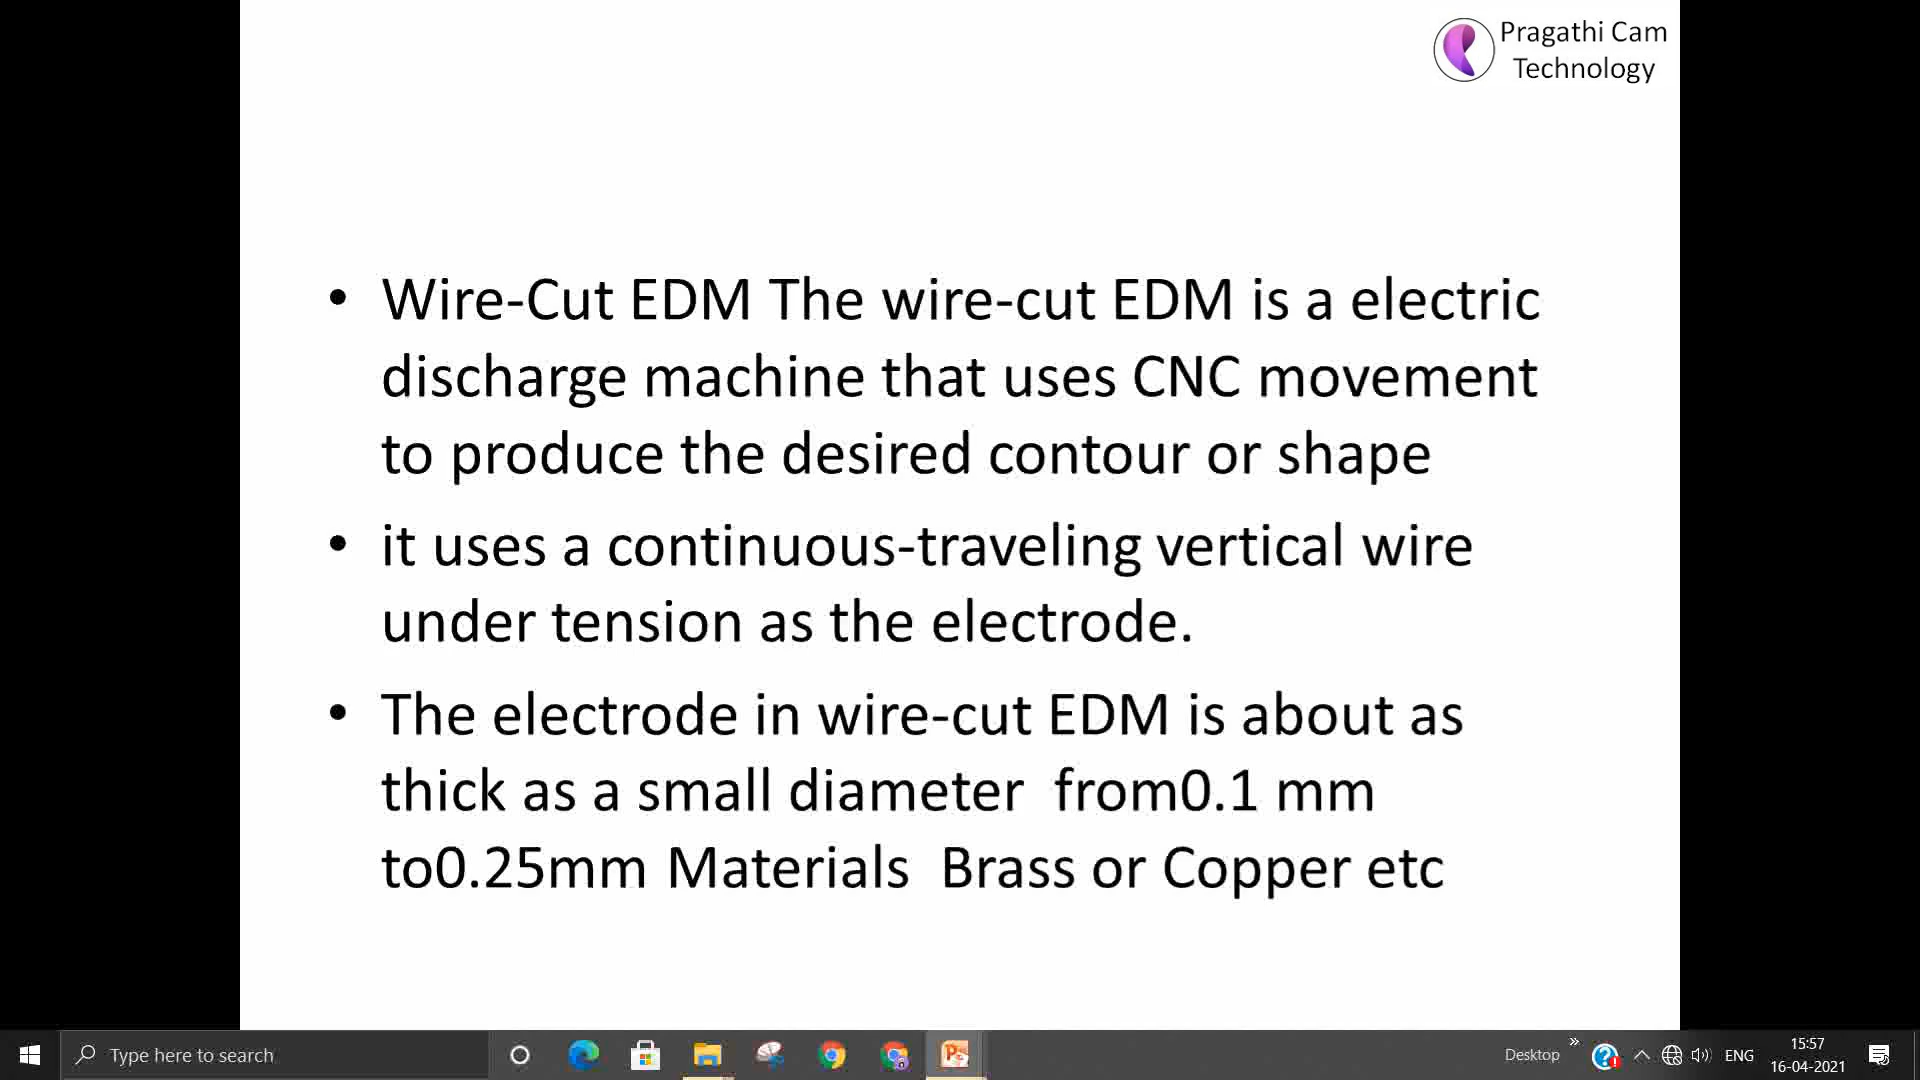 Pragathi Cam
Technology
• Wire-Cut EDM The wire-cut EDM is a electric
discharge machine that uses CNC movement
to produce the desired contour or shape
• it uses a continuous-traveling vertical wire
under tension as the electrode.
• The electrode in wire-cut EDM is about as
thick as a small diameter  from0.1 mm
to0.25mm Materials  Brass or Copper etc
Type here to search
Desktop
ENG
15:57
16-04-2021